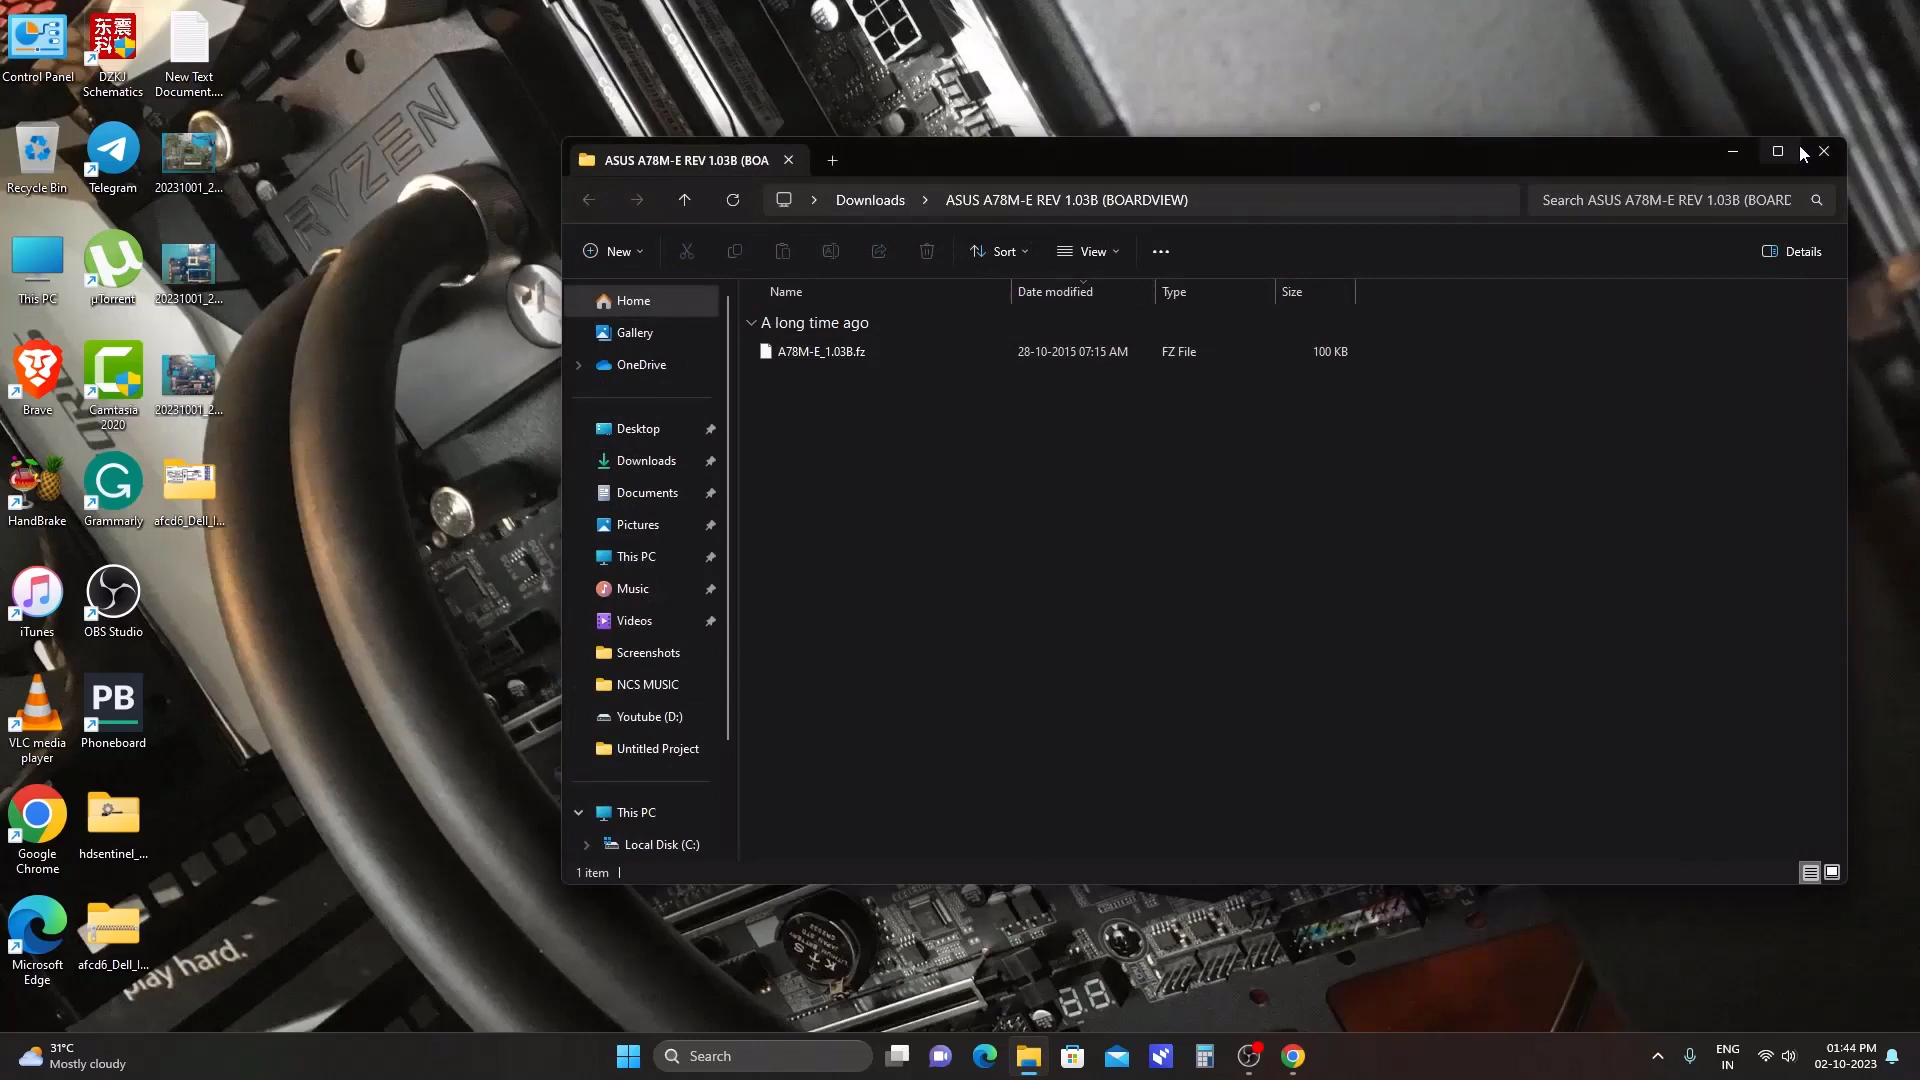 Control Panel
东震
科
DZKJ
Schematics
New Text
Document....
Recycle Bin
Telegram
20231001_2...
This PC
µTorrent
20231001_2...
Brave
Camtasia
2020
20231001_2...
HandBrake
Grammarly
afcd6_Dell_I...
iTunes
OBS Studio
VLC media
player
PB
Phoneboard
Google
Chrome
hdsentinel_...
Microsoft
Edge
afcd6_Dell_I...
RYZEN
play hard.
KTS
88
ASUS A78M-E REV 1.03B (BOA
Downloads > ASUS A78M-E REV 1.03B (BOARDVIEW)
Search ASUS A78M-E REV 1.03B (BOARD
New
Sort
View
Details
Home
Gallery
OneDrive
Desktop
Downloads
Documents
Pictures
This PC
Music
Videos
Screenshots
NCS MUSIC
Youtube (D:)
Untitled Project
This PC
Local Disk (C:)
Name Date modified Type Size
A long time ago
A78M-E_1.03B.fz 28-10-2015 07:15 AM FZ File 100 KB
1 item
31°C
Mostly cloudy
Search
ENG
IN
01:44 PM
02-10-2023